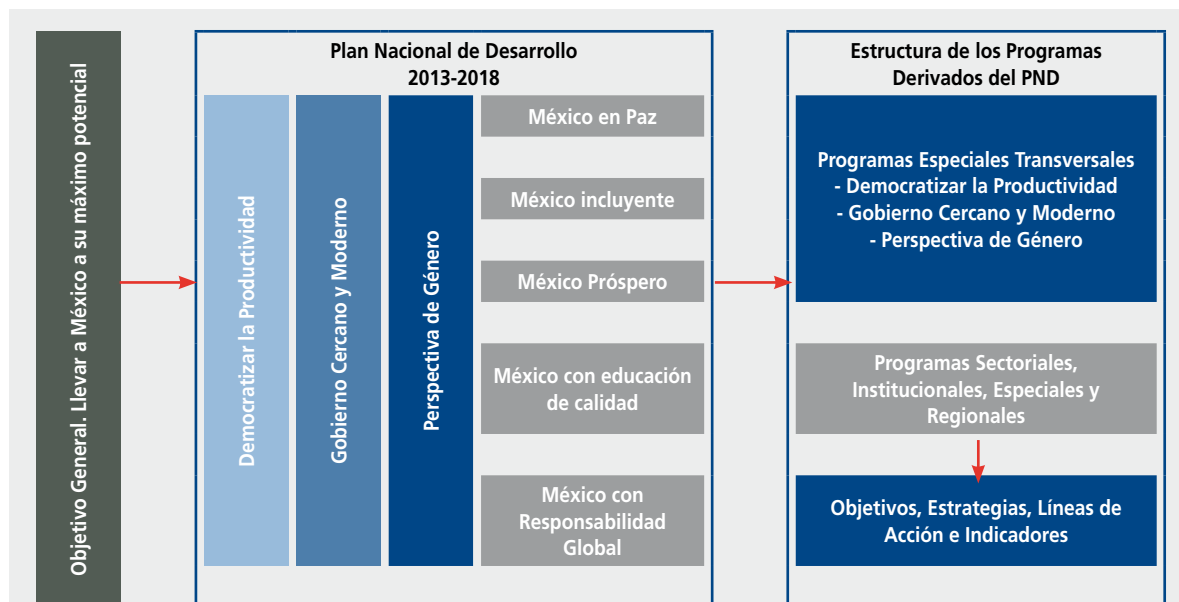 Objetivo General. Llevar a México a su máximo potencial
Plan Nacional de Desarrollo
2013-2018
Democratizar la Productividad
Gobierno Cercano y Moderno
Perspectiva de Género
México en Paz
México incluyente
México Próspero
México con educación
de calidad
México con
Responsabilidad
Global
Estructura de los Programas
Derivados del PND
Programas Especiales Transversales
- Democratizar la Productividad
- Gobierno Cercano y Moderno
- Perspectiva de Género
Programas Sectoriales,
Institucionales, Especiales y
Regionales
Objetivos, Estrategias, Líneas de
Acción e Indicadores